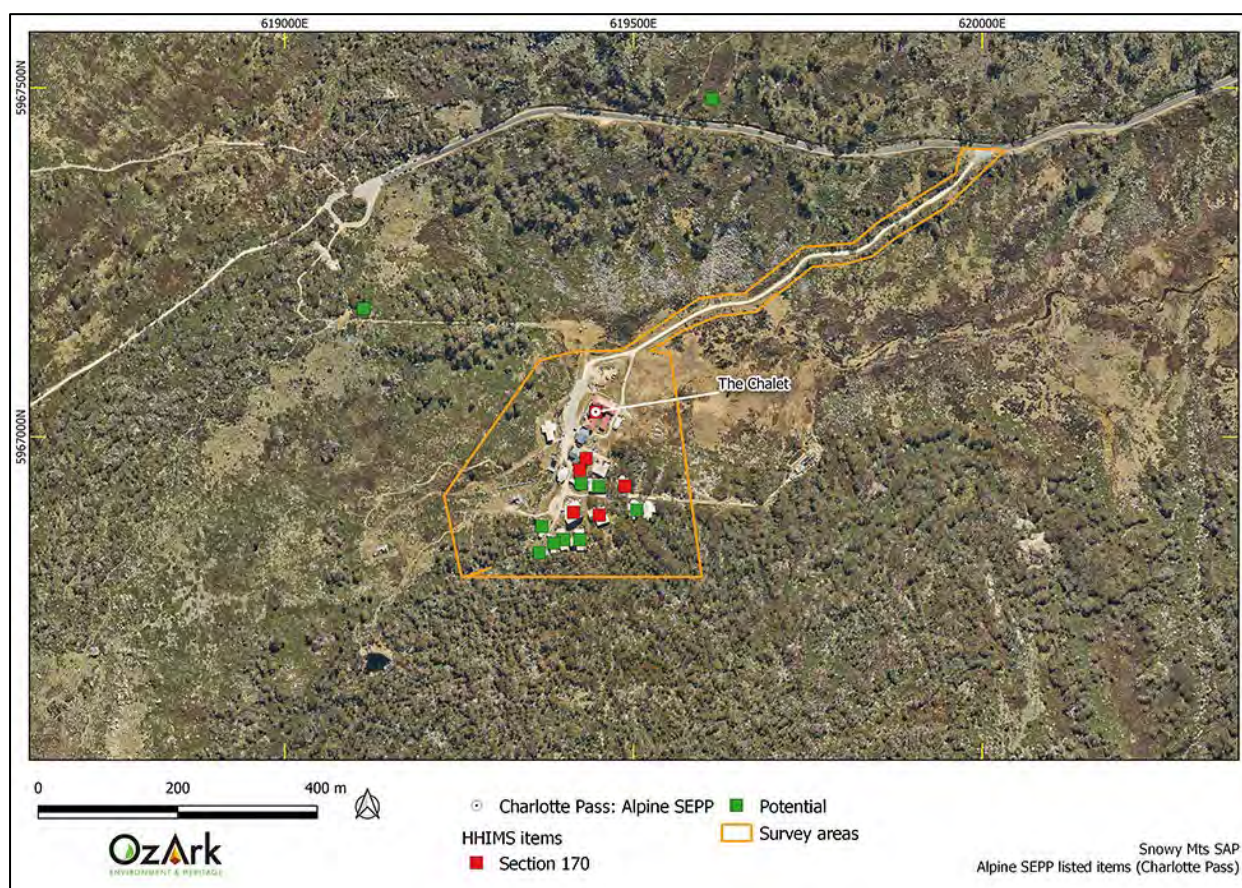 619000E
619500E
620000E
5967500N
5967000N
The Chalet
0 200 400 m
Charlotte Pass: Alpine SEPP
HHIMS items
Section 170
Potential
Survey areas
OzArk
ENVIRONMENT & HERITAGE
Snowy Mts SAP
Alpine SEPP listed items (Charlotte Pass)